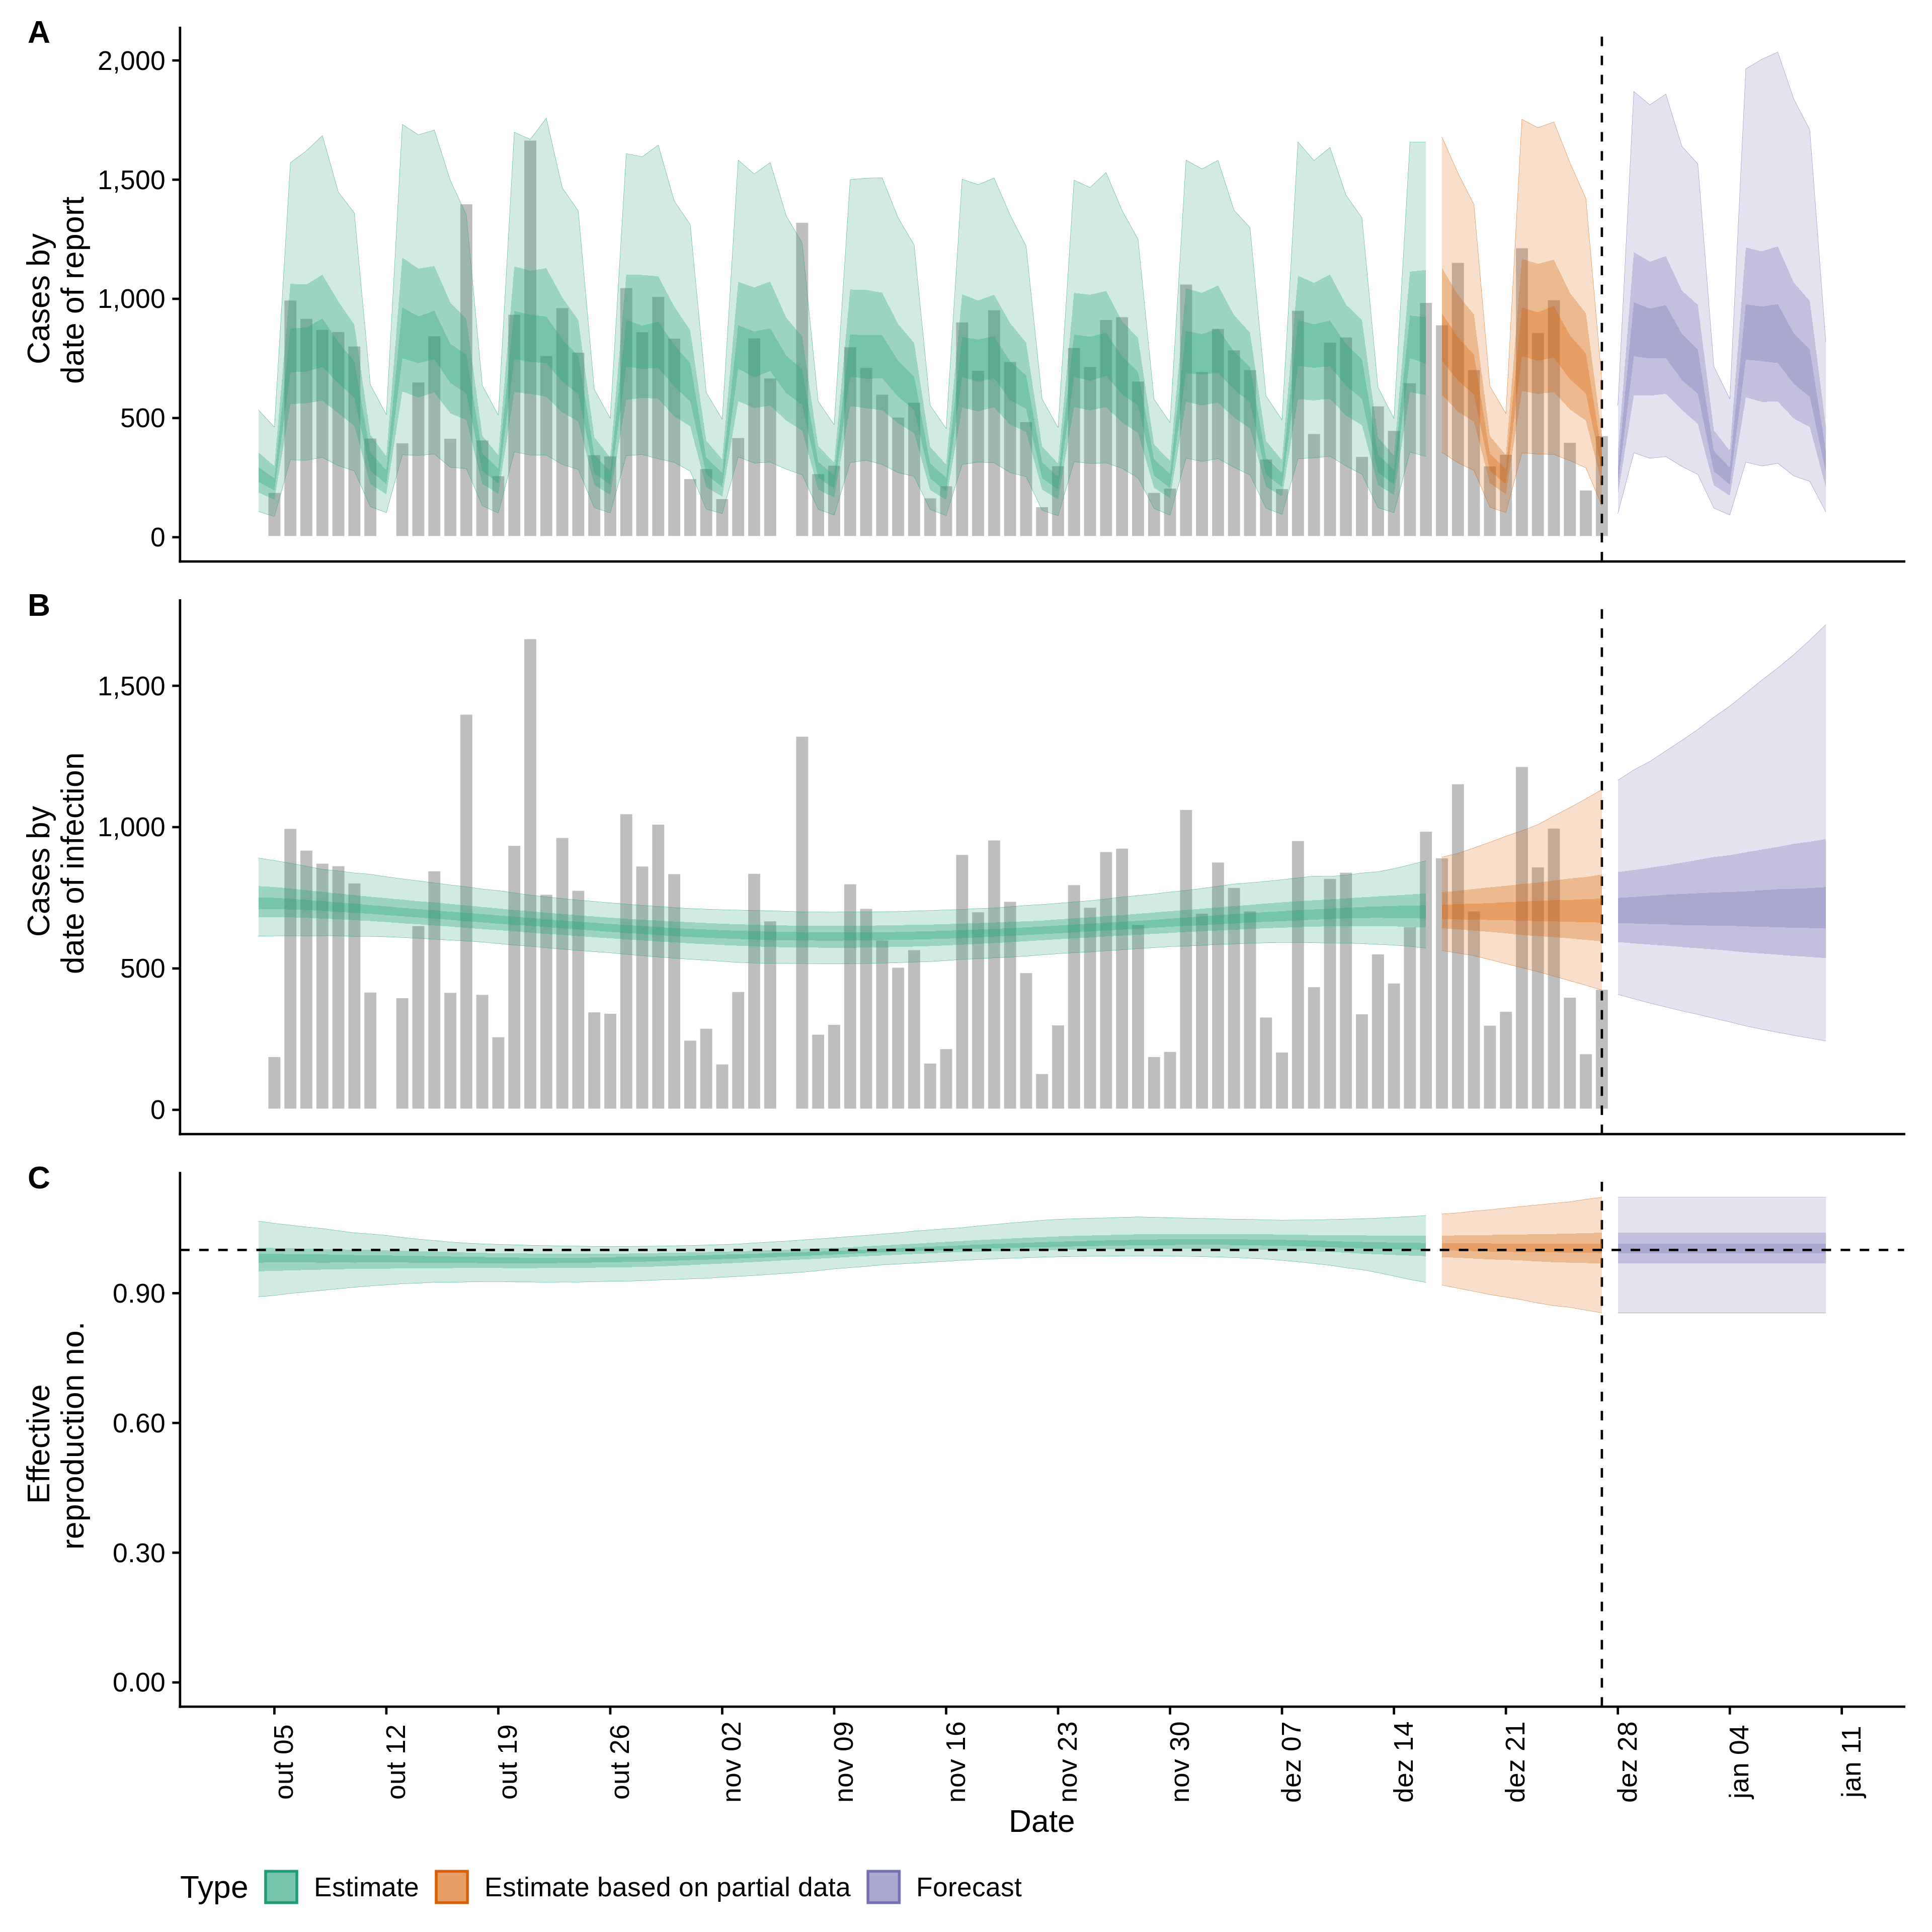 A
Cases by
date of report
2,000
1,500
1,000
500
0
B
Cases by
date of infection
1,500
1,000
500
0
C
Effective
reproduction no.
0.90
0.60
0.30
0.00
out 05
out 12
out 19
out 26
nov 02
nov 09
nov 16
nov 23
nov 30
dez 07
dez 14
dez 21
dez 28
jan 04
jan 11
Date
Type Estimate Estimate based on partial data Forecast